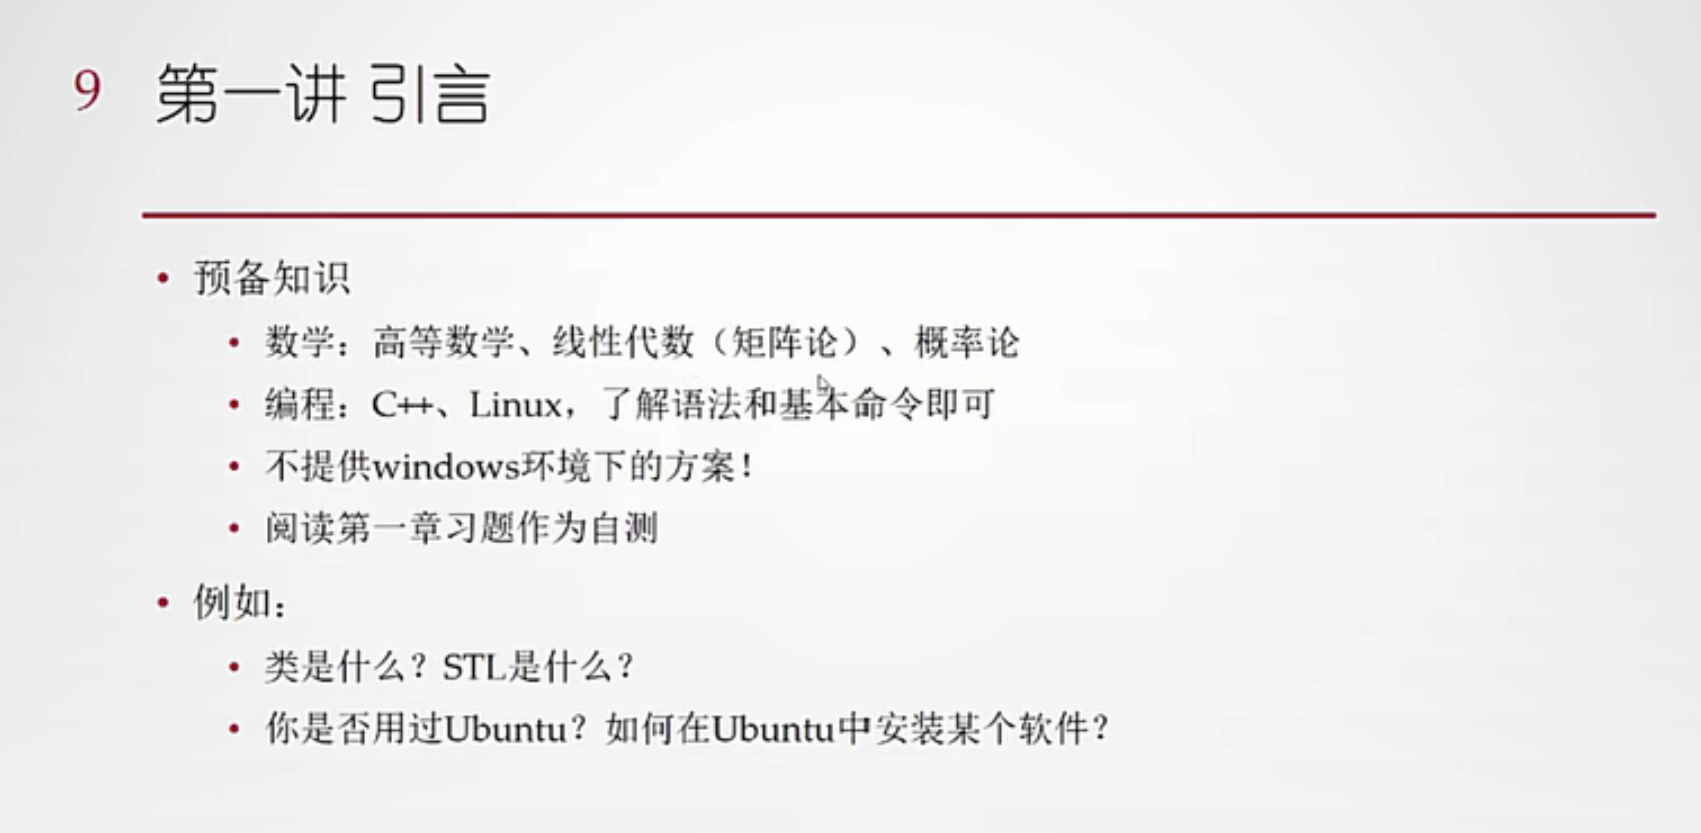 9 第一讲 引言
• 预备知识
• 数学：高等数学、线性代数（矩阵论）、概率论
• 编程：C++、Linux，了解语法和基本命令即可
• 不提供windows环境下的方案！
• 阅读第一章习题作为自测
• 例如：
• 类是什么？STL是什么？
• 你是否用过Ubuntu？如何在Ubuntu中安装某个软件？